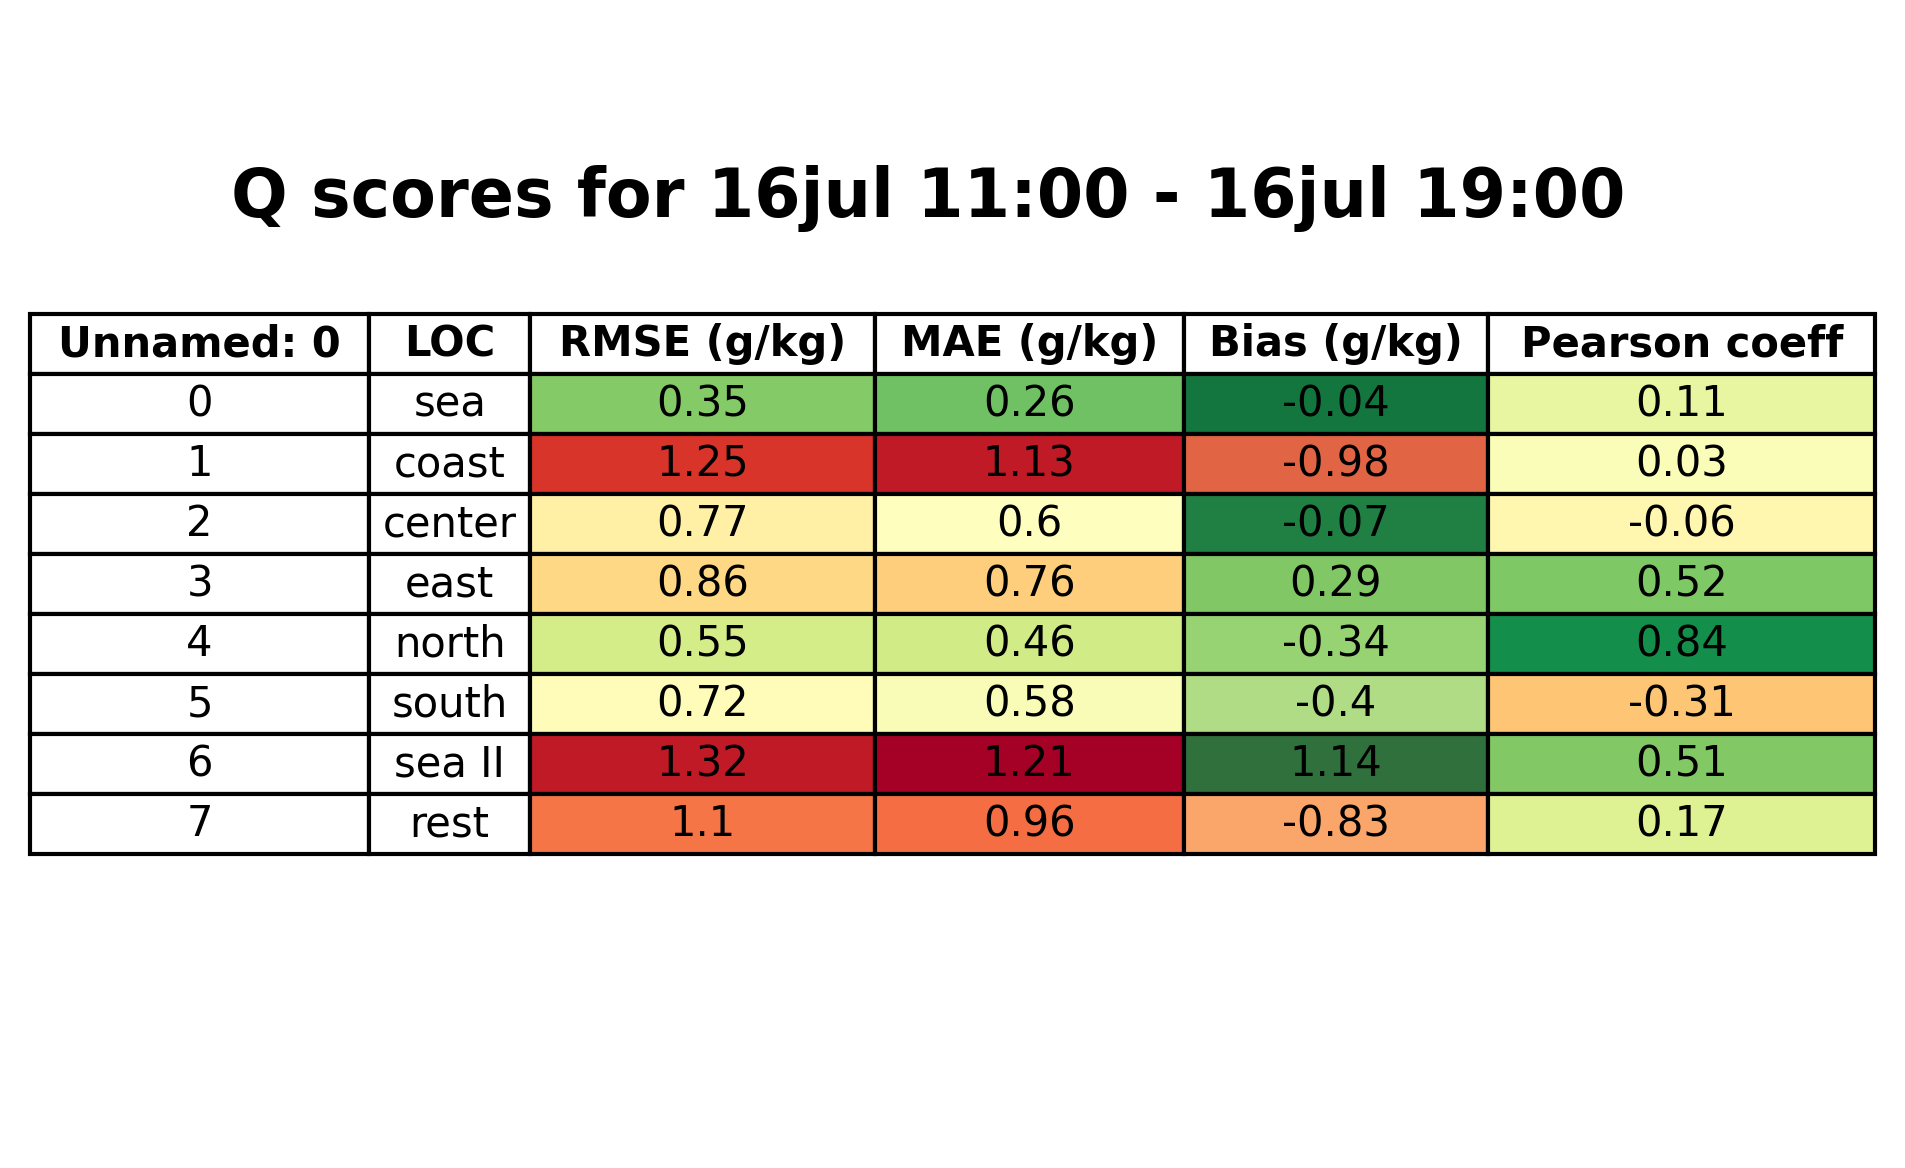 Q scores for 16jul 11:00 - 16jul 19:00
Unnamed: 0 LOC RMSE (g/kg) MAE (g/kg) Bias (g/kg) Pearson coeff
0 sea 0.35 0.26 -0.04 0.11
1 coast 1.25 1.13 -0.98 0.03
2 center 0.77 0.6 -0.07 -0.06
3 east 0.86 0.76 0.29 0.52
4 north 0.55 0.46 -0.34 0.84
5 south 0.72 0.58 -0.4 -0.31
6 sea II 1.32 1.21 1.14 0.51
7 rest 1.1 0.96 -0.83 0.17